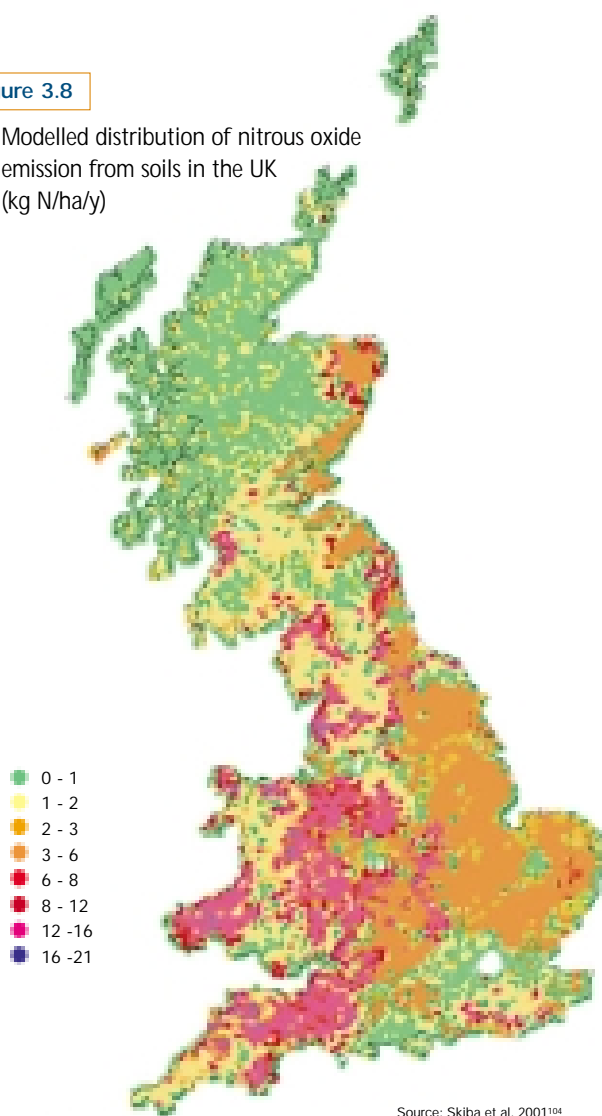 ure 3.8
Modelled distribution of nitrous oxide
emission from soils in the UK
(kg N/ha/y)
0 - 1
1 - 2
2 - 3
3 - 6
6 - 8
8 - 12
12 -16
16 -21
Source: Skiba et al. 2001¹⁰⁴